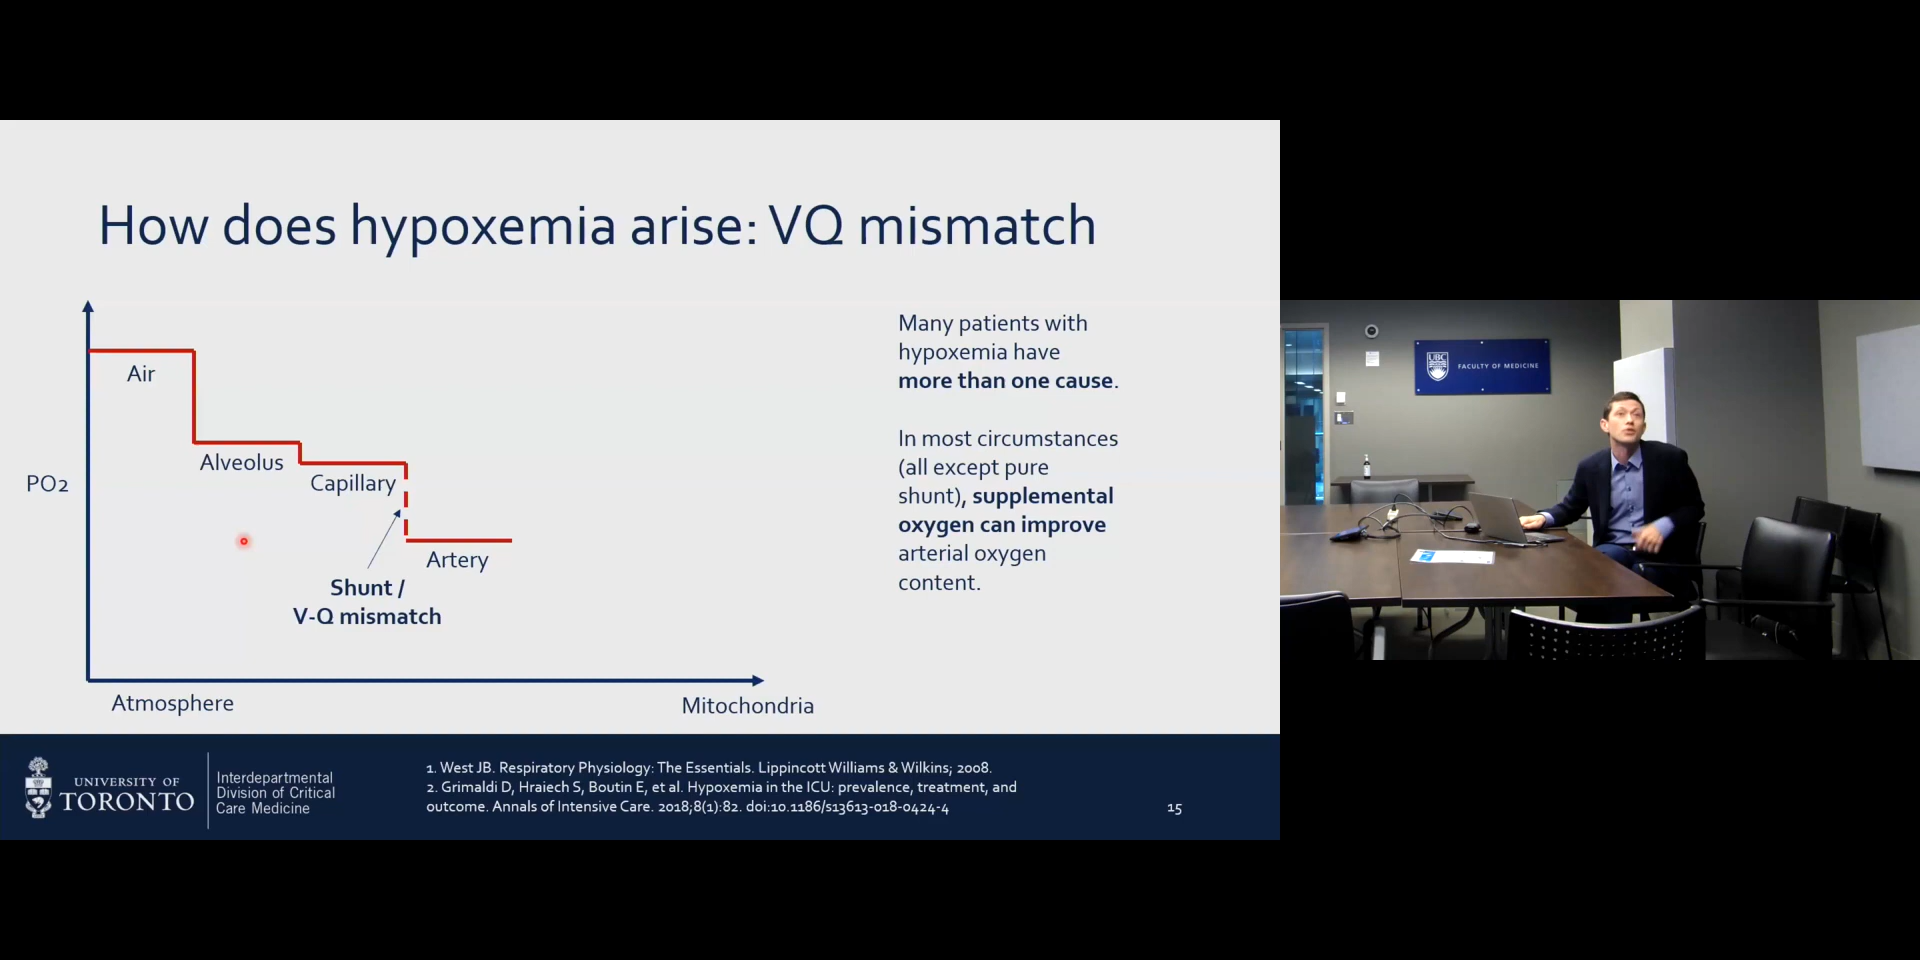 How does hypoxemia arise: VQ mismatch
PO2
Air
Alveolus
Capillary
Artery
Shunt /
V-Q mismatch
Atmosphere
Mitochondria
Many patients with
hypoxemia have
more than one cause.
In most circumstances
(all except pure
shunt), supplemental
oxygen can improve
arterial oxygen
content.
UNIVERSITY OF
TORONTO
Interdepartmental
Division of Critical
Care Medicine
1. West JB. Respiratory Physiology: The Essentials. Lippincott Williams & Wilkins; 2008.
2. Grimaldi D, Hraiech S, Boutin E, et al. Hypoxemia in the ICU: prevalence, treatment, and
outcome. Annals of Intensive Care. 2018;8(1):82. doi:10.1186/s13613-018-0424-4
15
UBC
FACULTY OF MEDICINE